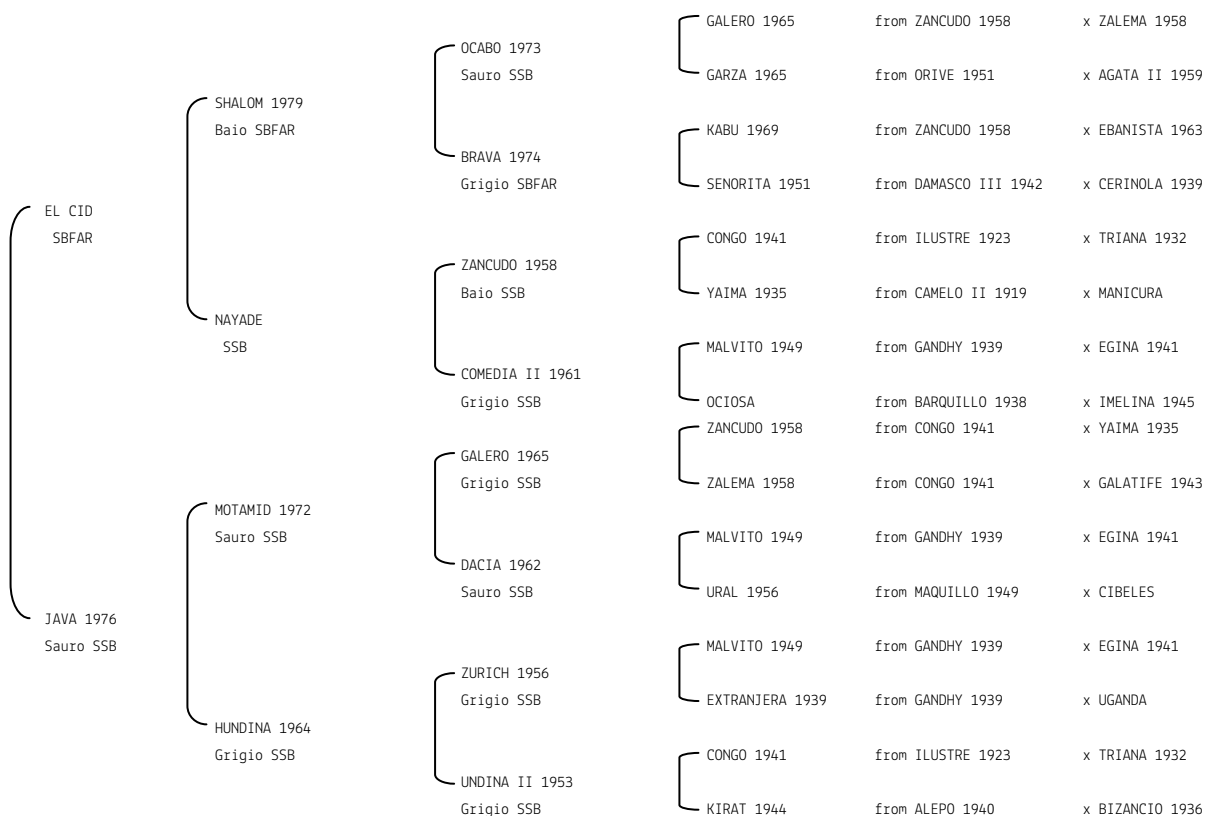 GALERO 1965 from ZANCUDO 1958 x ZALEMA 1958
OCABO 1973
Sauro SSB GARZA 1965 from ORIVE 1951 x AGATA II 1959
SHALOM 1979
Baio SBFAR KABU 1969 from ZANCUDO 1958 x EBANISTA 1963
BRAVA 1974
Grigio SBFAR SENORITA 1951 from DAMASCO III 1942 x CERINOLA 1939
EL CID
SBFAR CONGO 1941 from ILUSTRE 1923 x TRIANA 1932
ZANCUDO 1958
Baio SSB YAIMA 1935 from CAMELO II 1919 x MANICURA
NAYADE
SSB MALVITO 1949 from GANDHY 1939 x EGINA 1941
COMEDIA II 1961
Grigio SSB OCIOSA from BARQUILLO 1938 x IMELINA 1945
ZANCUDO 1958 from CONGO 1941 x YAIMA 1935
GALERO 1965
Grigio SSB ZALEMA 1958 from CONGO 1941 x GALATIFE 1943
MOTAMID 1972
Sauro SSB MALVITO 1949 from GANDHY 1939 x EGINA 1941
DACIA 1962
Sauro SSB URAL 1956 from MAQUILLO 1949 x CIBELES
JAVA 1976
Sauro SSB MALVITO 1949 from GANDHY 1939 x EGINA 1941
ZURICH 1956
Grigio SSB EXTRANJERA 1939 from GANDHY 1939 x UGANDA
HUNDINA 1964
Grigio SSB CONGO 1941 from ILUSTRE 1923 x TRIANA 1932
UNDINA II 1953
Grigio SSB KIRAT 1944 from ALEPO 1940 x BIZANCIO 1936